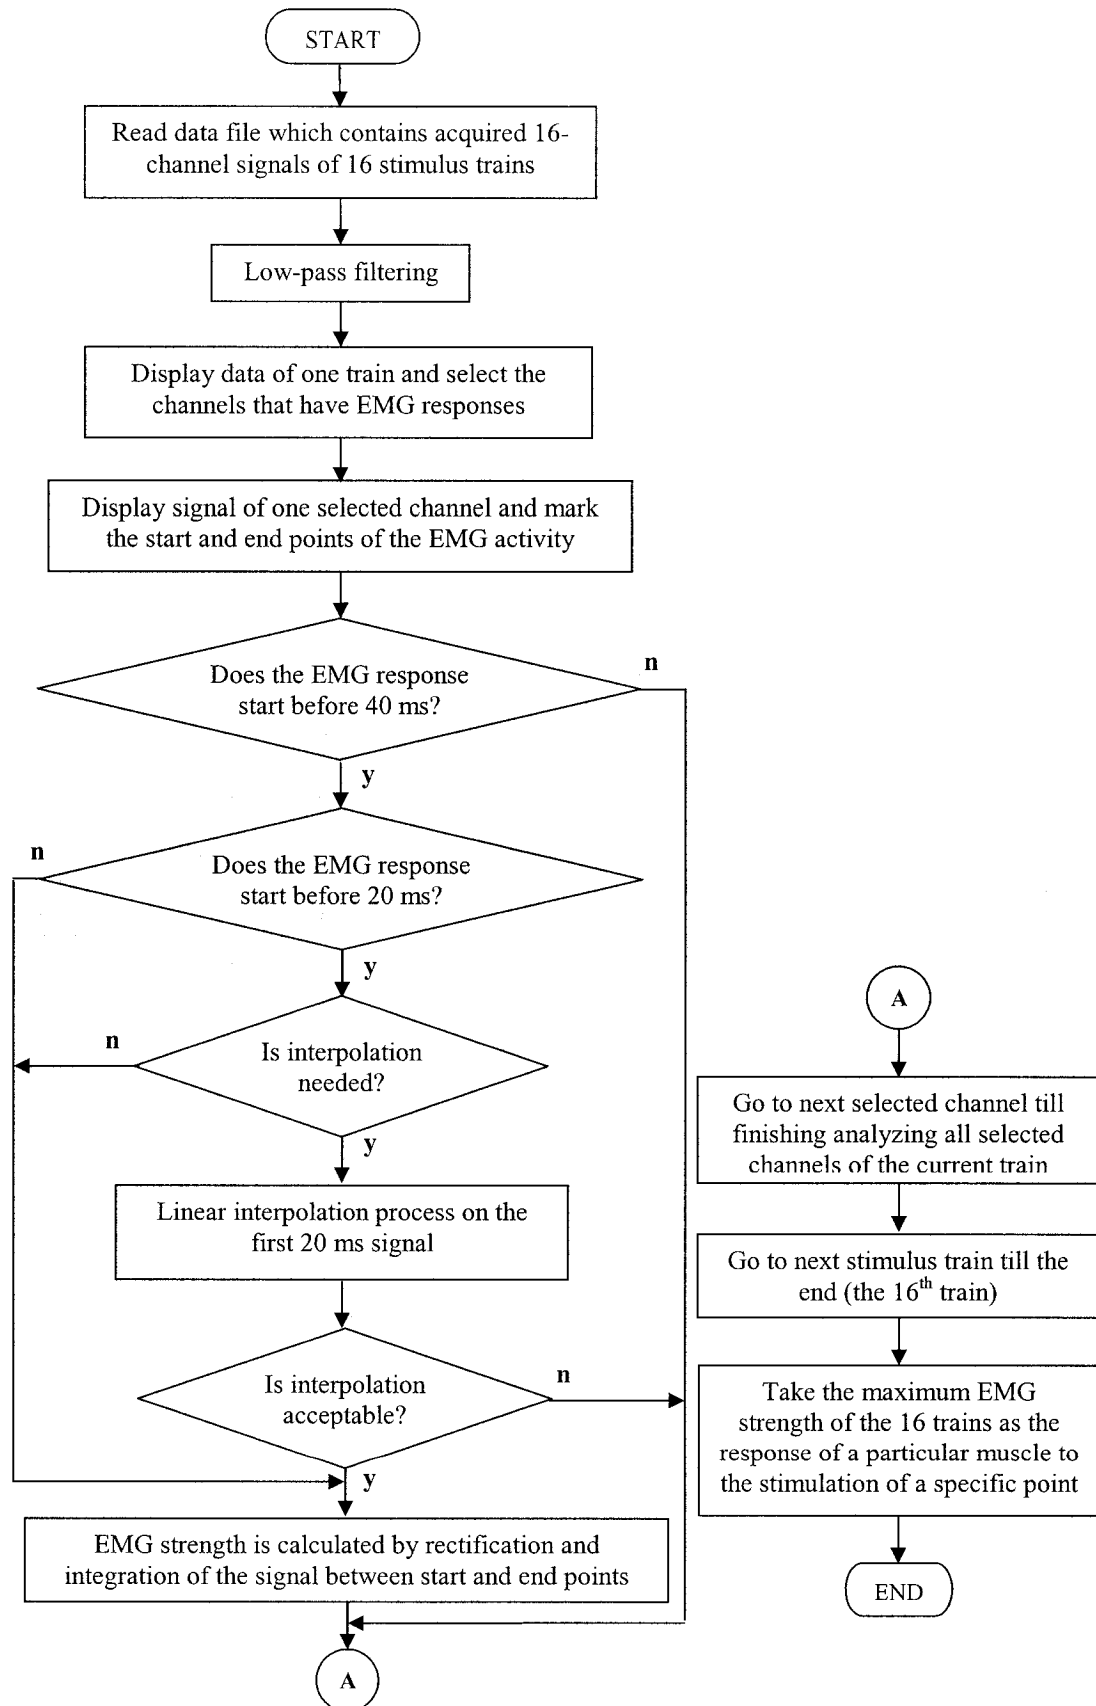 START
Read data file which contains acquired 16-
channel signals of 16 stimulus trains
Low-pass filtering
Display data of one train and select the
channels that have EMG responses
Display signal of one selected channel and mark
the start and end points of the EMG activity
Does the EMG response
start before 40 ms?
n
y
Does the EMG response
start before 20 ms?
n
y
Is interpolation
needed?
n
y
Linear interpolation process on the
first 20 ms signal
Is interpolation
acceptable?
n
y
EMG strength is calculated by rectification and
integration of the signal between start and end points
A
A
Go to next selected channel till
finishing analyzing all selected
channels of the current train
Go to next stimulus train till the
end (the 16th train)
Take the maximum EMG
strength of the 16 trains as the
response of a particular muscle to
the stimulation of a specific point
END